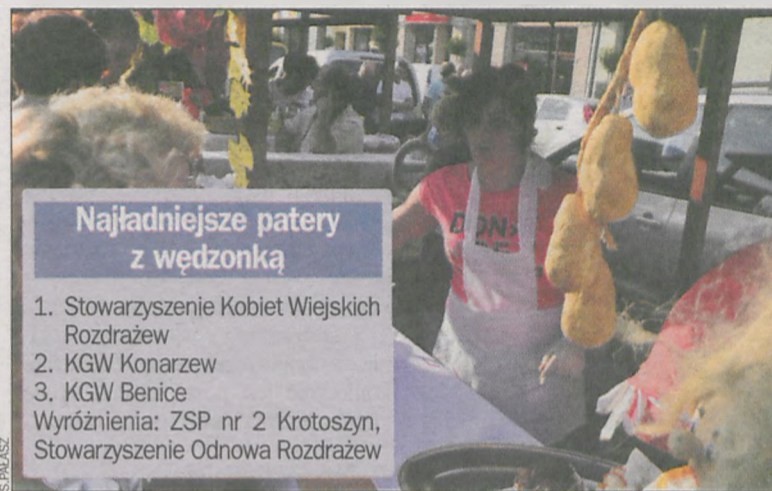 Najładniejsze patery
z wędzonką
1. Stowarzyszenie Kobiet Wiejskich
Rozdrażew
2. KGW Konarzew
3. KGW Benice
Wyróżnienia: ZSP nr 2 Krotoszyn,
Stowarzyszenie Odnowa Rozdrażew
S.PAŁASZ